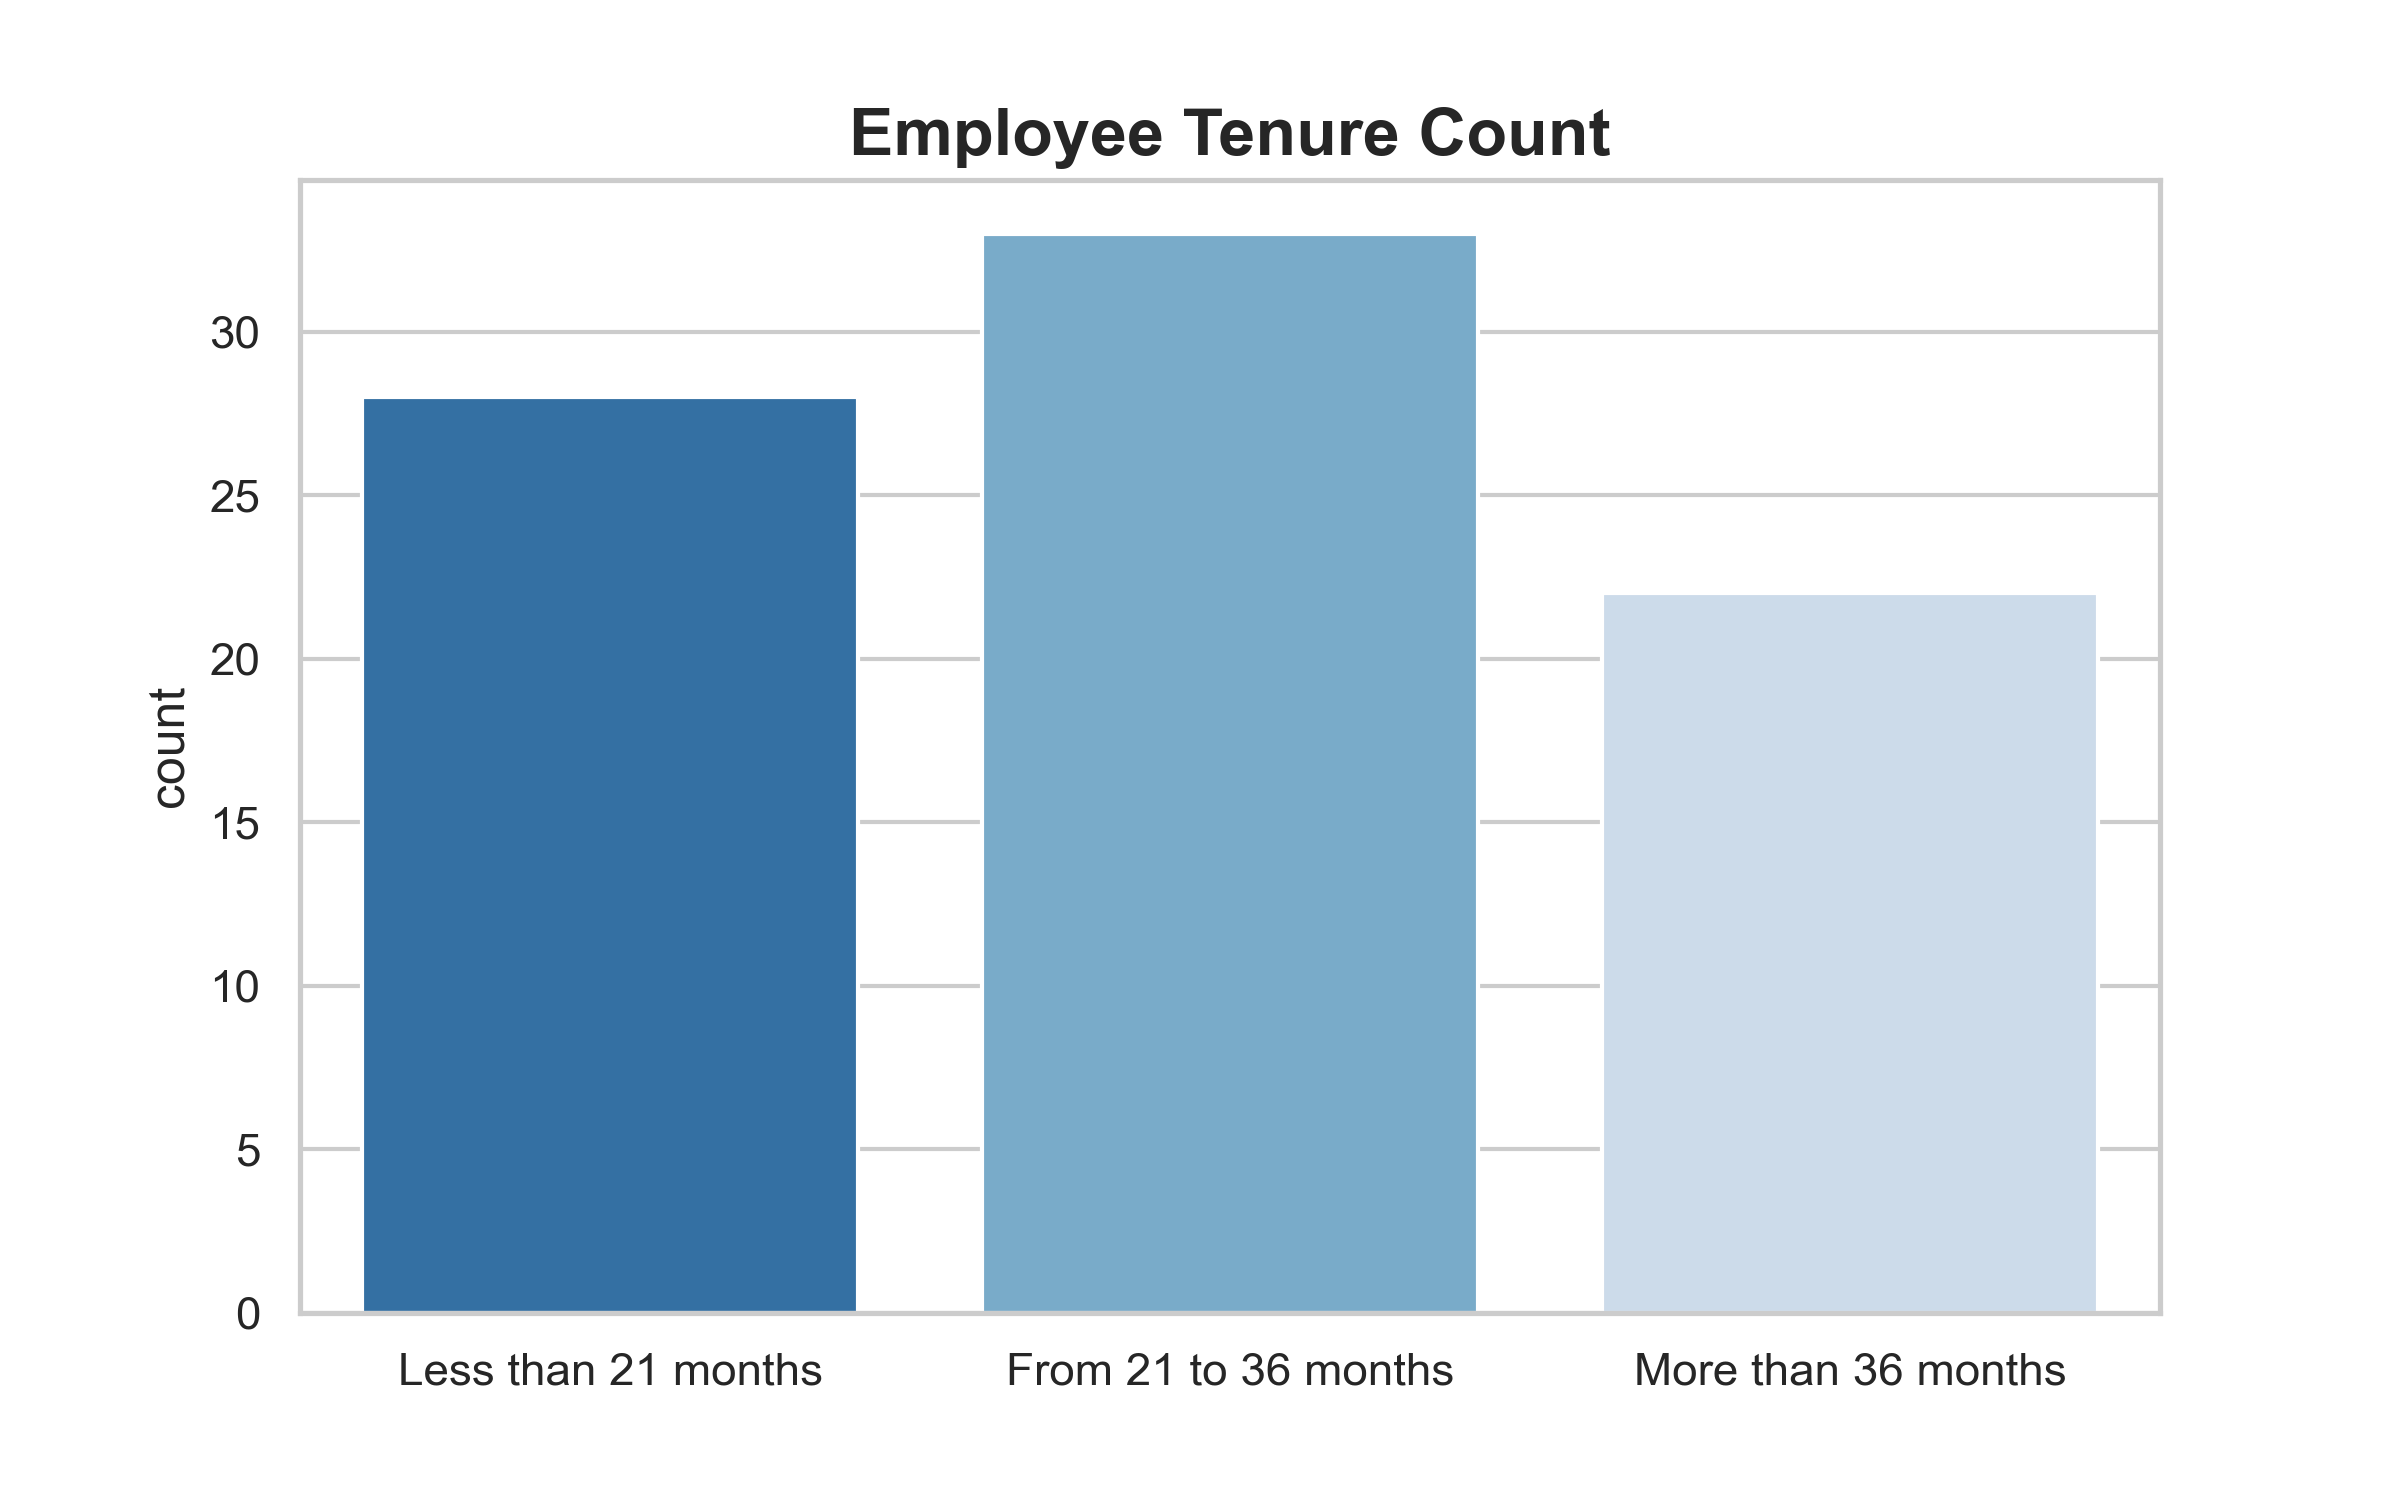 Employee Tenure Count
count
30
25
20
15
10
5
0
Less than 21 months
From 21 to 36 months
More than 36 months